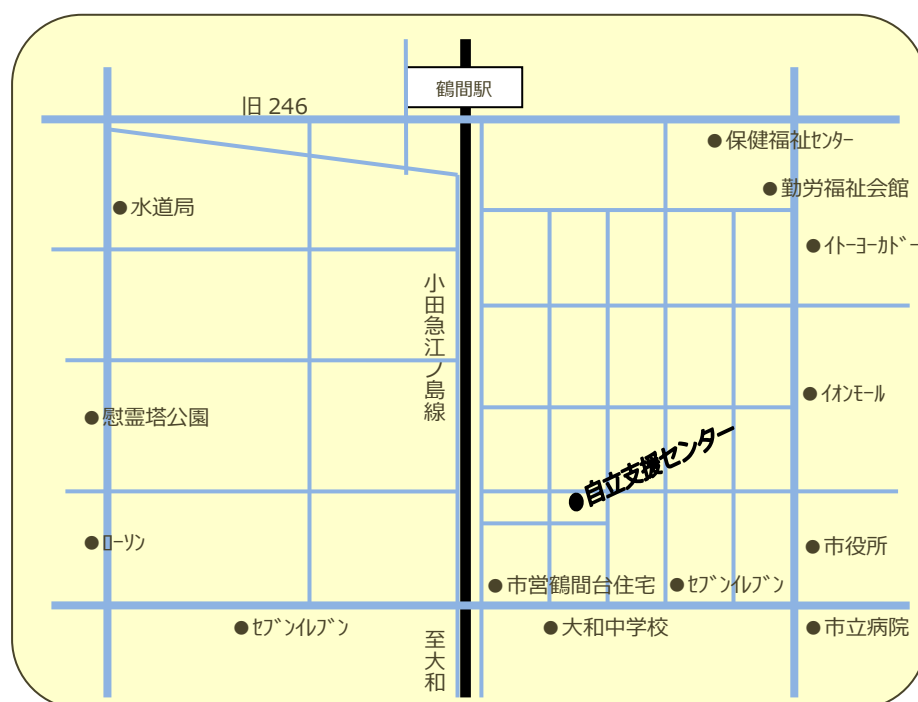 鶴間駅
旧 246
●保健福祉ｾﾝﾀｰ
●勤労福祉会館
●水道局
●ｲﾄｰﾖｰｶﾄﾞｰ
小田急江ノ島線
●ｲｵﾝﾓｰﾙ
●慰霊塔公園
●自立支援センター
●ﾛｰｿﾝ
●市役所
●市営鶴間台住宅
●ｾﾌﾞﾝｲﾚﾌﾞﾝ
●ｾﾌﾞﾝｲﾚﾌﾞﾝ
●大和中学校
●市立病院
至大和